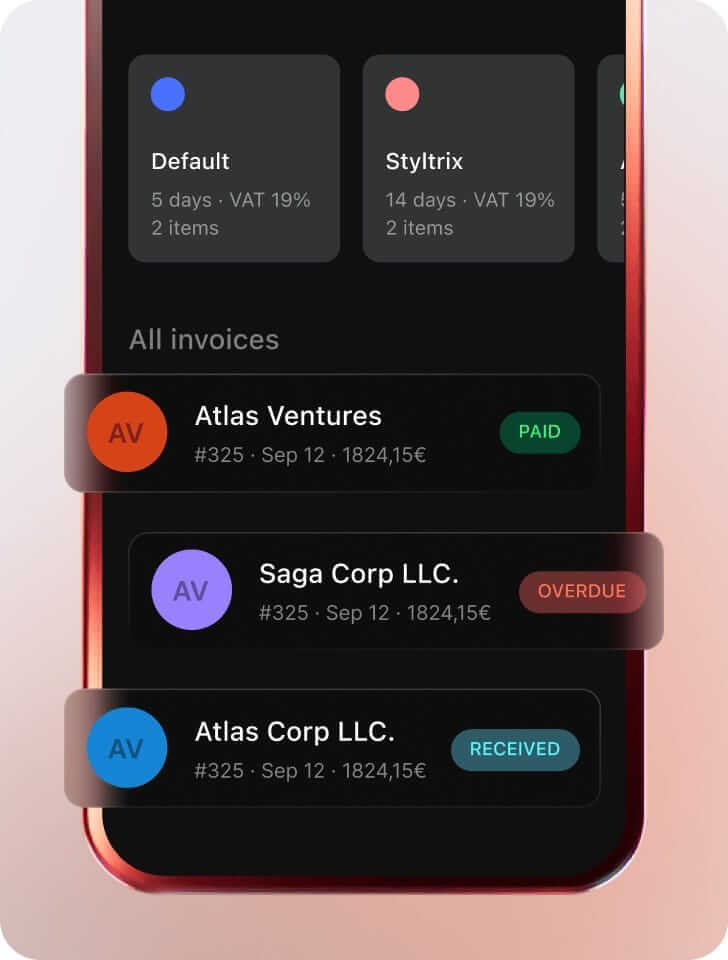 Default
5 days · VAT 19%
2 items
Styltrix
14 days · VAT 19%
2 items
All invoices
AV
Atlas Ventures
#325 · Sep 12 · 1824,15€
PAID
AV
Saga Corp LLC.
#325 · Sep 12 · 1824,15€
OVERDUE
AV
Atlas Corp LLC.
#325 · Sep 12 · 1824,15€
RECEIVED